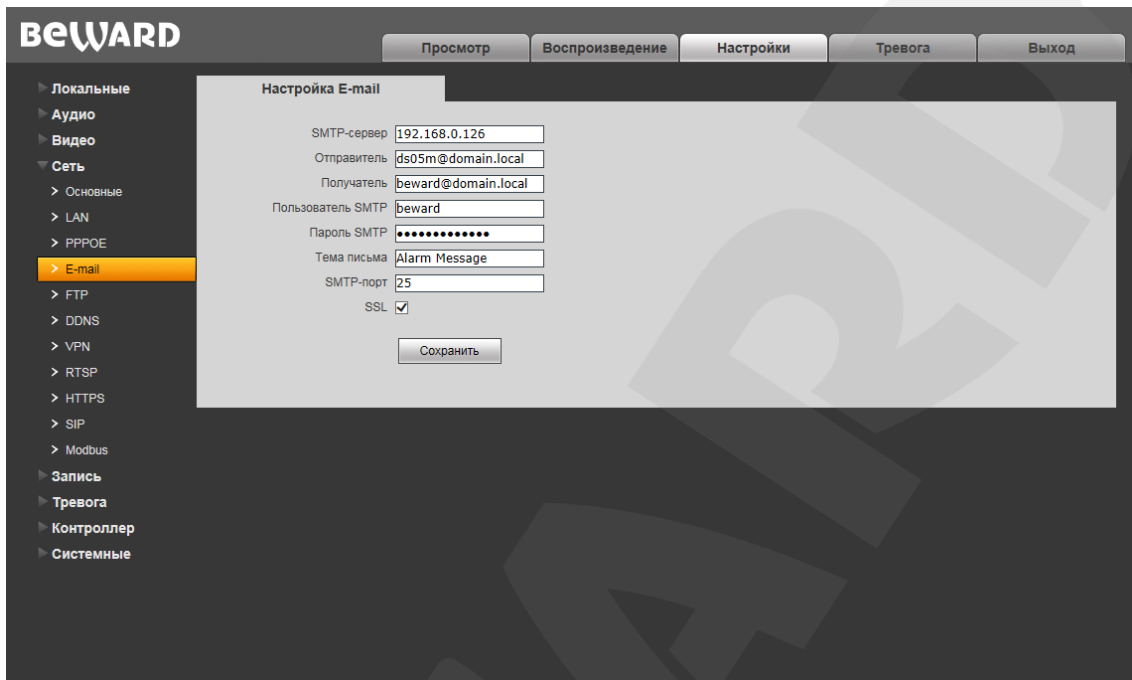 BEWARD
Просмотр
Воспроизведение
Настройки
Тревога
Выход
Локальные
Аудио
Видео
Сеть
> Основные
> LAN
> PPPOE
> E-mail
> FTP
> DDNS
> VPN
> RTSP
> HTTPS
> SIP
> Modbus
Запись
Тревога
Контроллер
Системные
Настройка E-mail
SMTP-сервер 192.168.0.126
Отправитель ds05m@domain.local
Получатель beward@domain.local
Пользователь SMTP beward
Пароль SMTP •••••••••••••
Тема письма Alarm Message
SMTP-порт 25
SSL
Сохранить